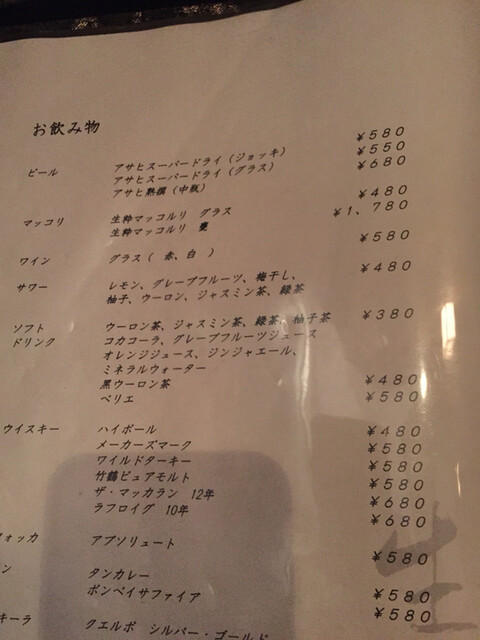 お飲み物
ビール アサヒスーパードライ(ジョッキ) ¥580
アサヒスーパードライ(グラス) ¥550
アサヒ熟撰(中瓶) ¥680
マッコリ 生粋マッコルリ グラス ¥480
生粋マッコルリ 甕 ¥1、780
ワイン グラス( 赤、白 ) ¥580
サワー レモン、グレープフルーツ、梅干し、 ¥480
柚子、ウーロン、ジャスミン茶、緑茶
ソフト ウーロン茶、ジャスミン茶、緑茶、柚子茶 ¥380
ドリンク コカコーラ、グレープフルーツジュース
オレンジジュース、ジンジャエール、
ミネラルウォーター
黒ウーロン茶 ¥480
ペリエ ¥580
ウイスキー ハイボール ¥480
メーカーズマーク ¥580
ワイルドターキー ¥580
竹鶴ピュアモルト ¥580
ザ・マッカラン 12年 ¥680
ラフロイグ 10年 ¥680
ォッカ アブソリュート ¥580
ン タンカレー ¥580
ボンベイサファイア ¥580
キーラ クエルボ シルバー・ゴールド